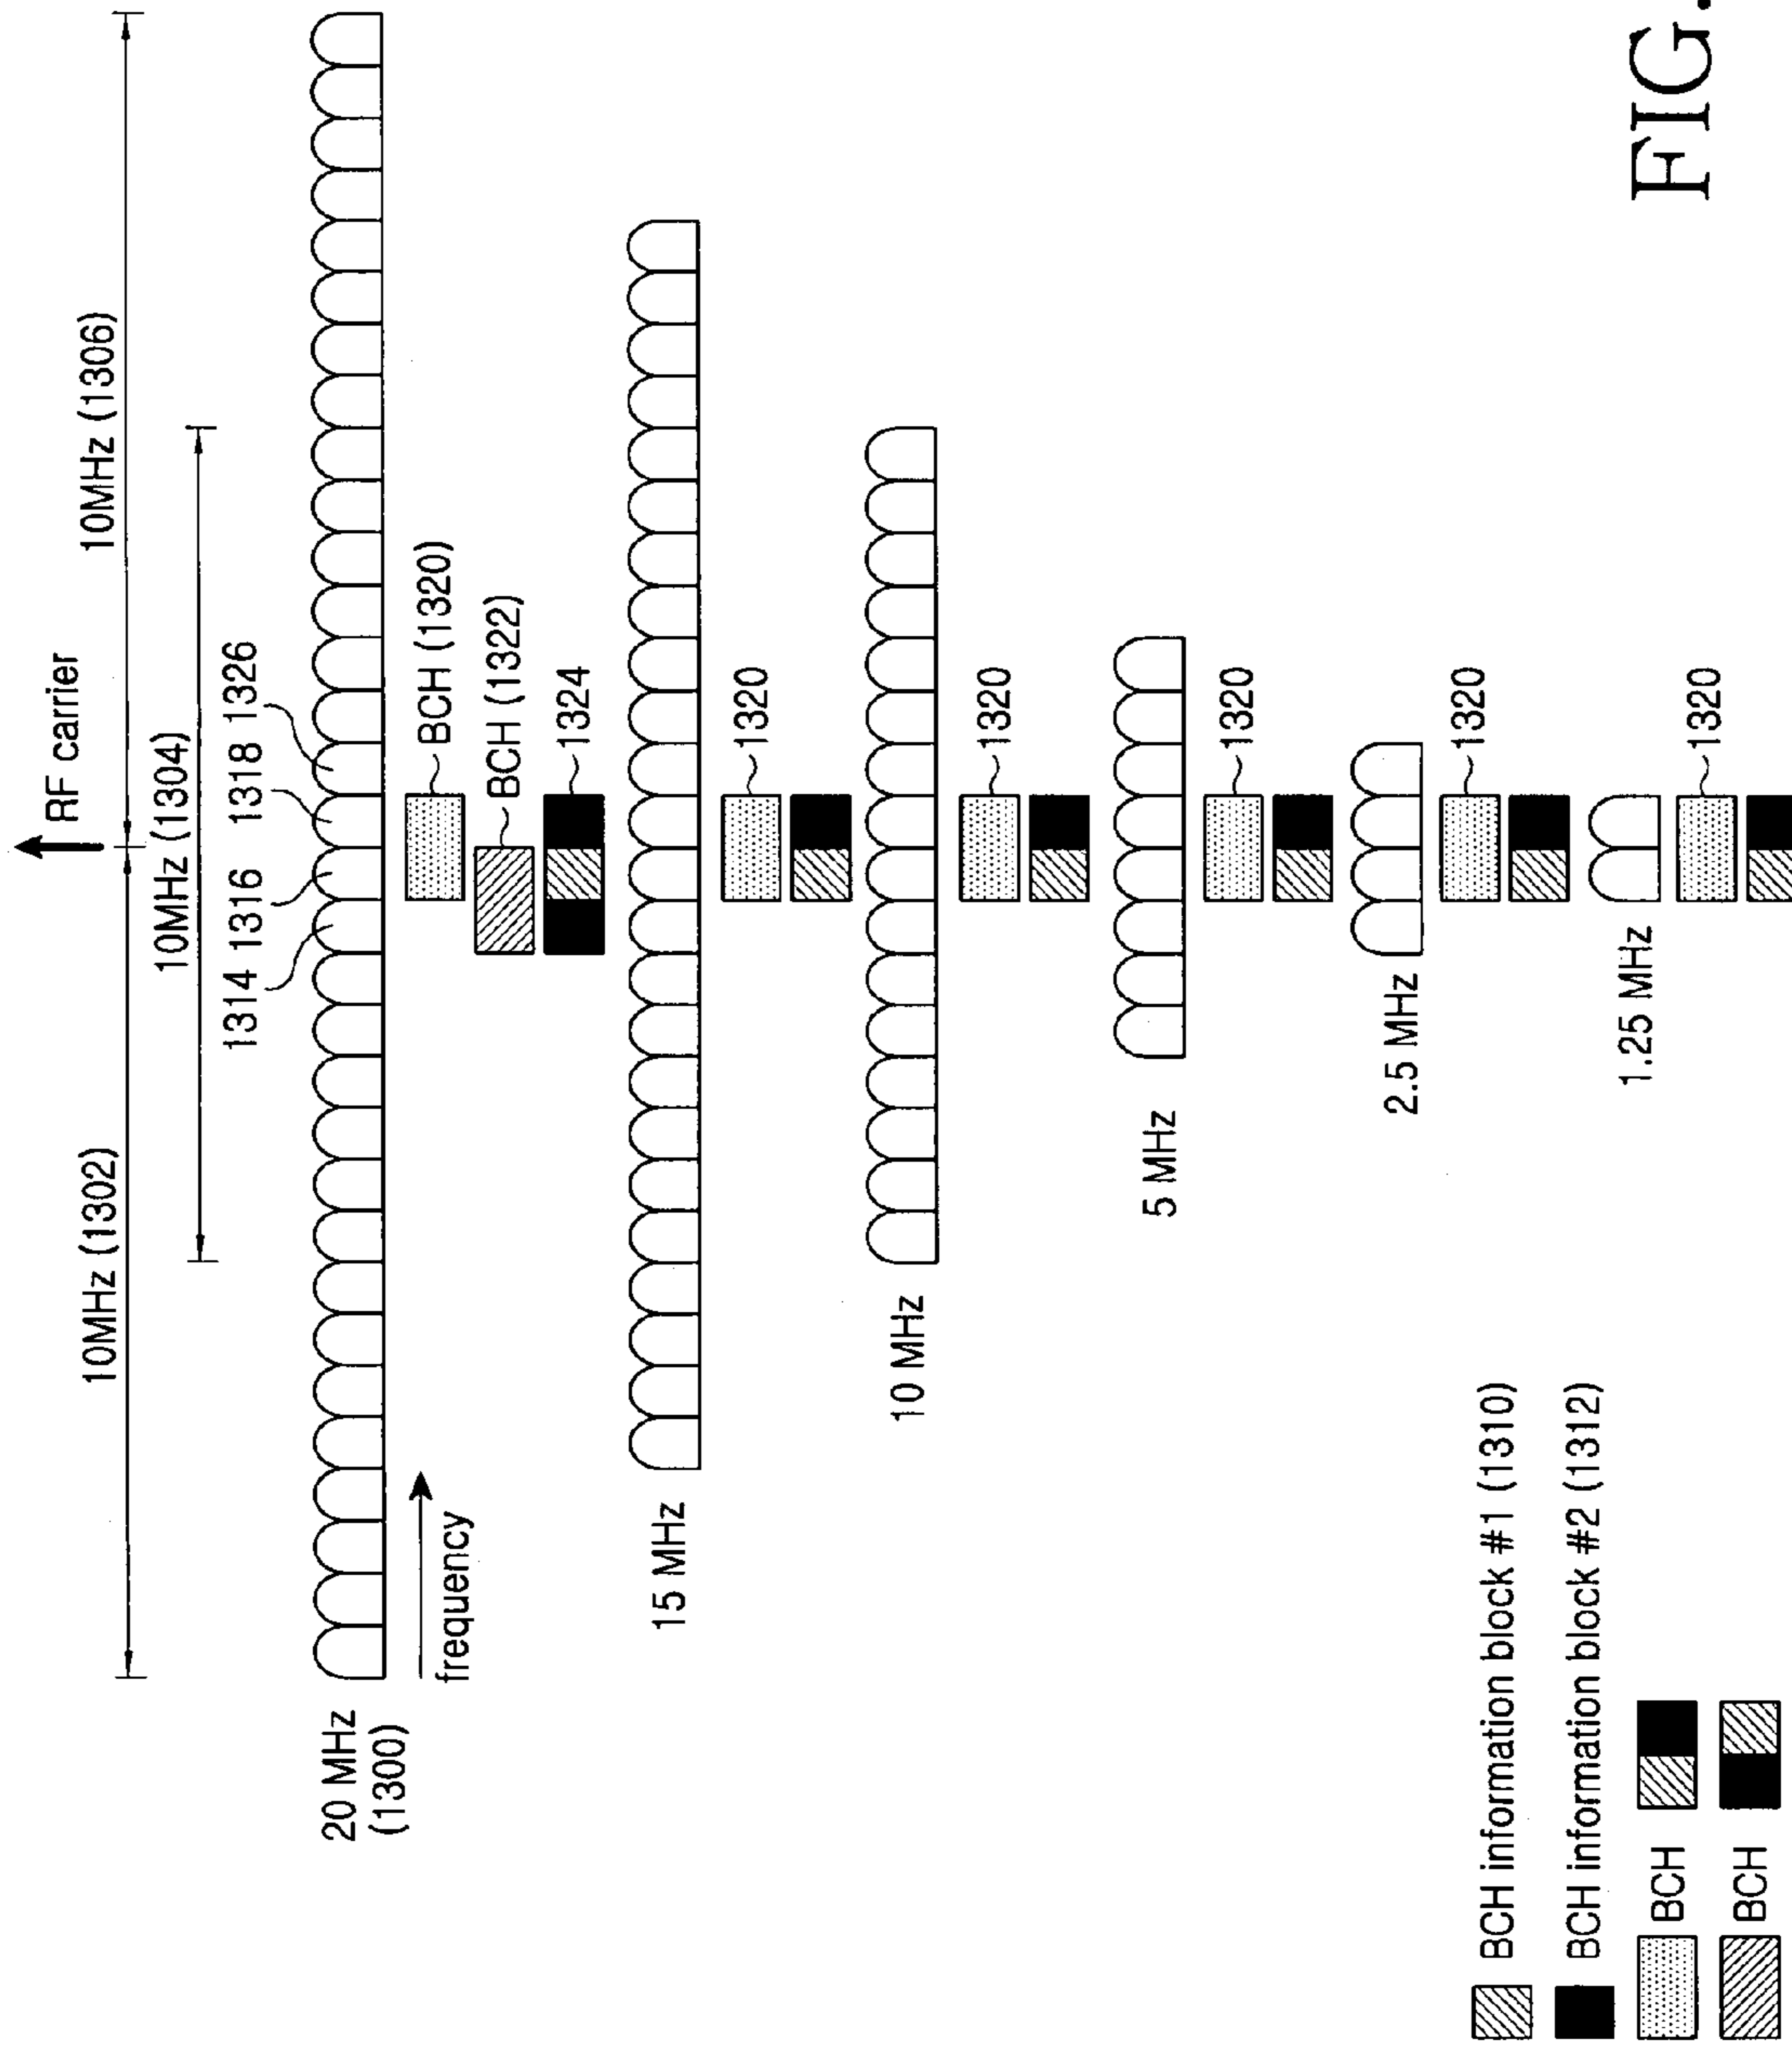 RF carrier
10MHz (1302)
10MHz (1306)
10MHz (1304)
1314
1316
1318
1326
20 MHz
(1300)
frequency
BCH (1320)
BCH (1322)
1324
15 MHz
1320
10 MHz
1320
5 MHz
1320
2.5 MHz
1320
1.25 MHz
1320
BCH information block #1 (1310)
BCH information block #2 (1312)
BCH
BCH
FIG.